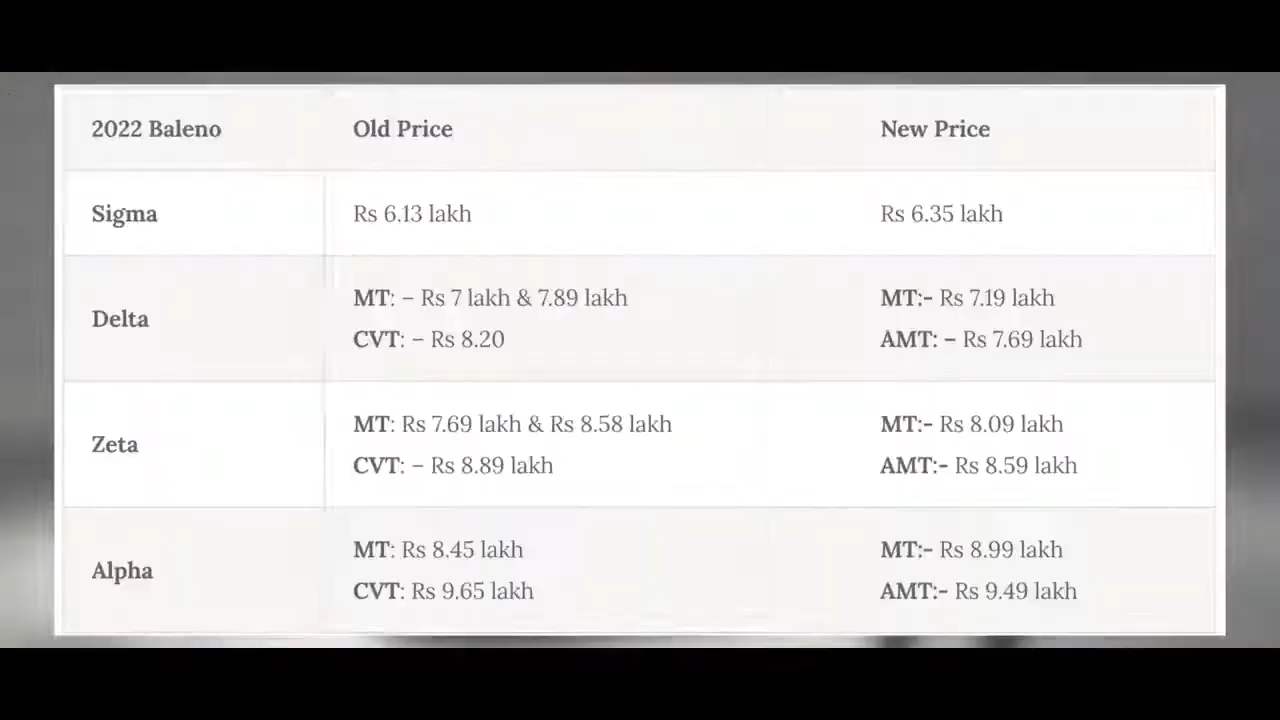 2022 Baleno Old Price New Price
Sigma Rs 6.13 lakh Rs 6.35 lakh
Delta
MT: – Rs 7 lakh & 7.89 lakh
CVT: – Rs 8.20
MT:- Rs 7.19 lakh
AMT: – Rs 7.69 lakh
Zeta
MT: Rs 7.69 lakh & Rs 8.58 lakh
CVT: – Rs 8.89 lakh
MT:- Rs 8.09 lakh
AMT:- Rs 8.59 lakh
Alpha
MT: Rs 8.45 lakh
CVT: Rs 9.65 lakh
MT:- Rs 8.99 lakh
AMT:- Rs 9.49 lakh